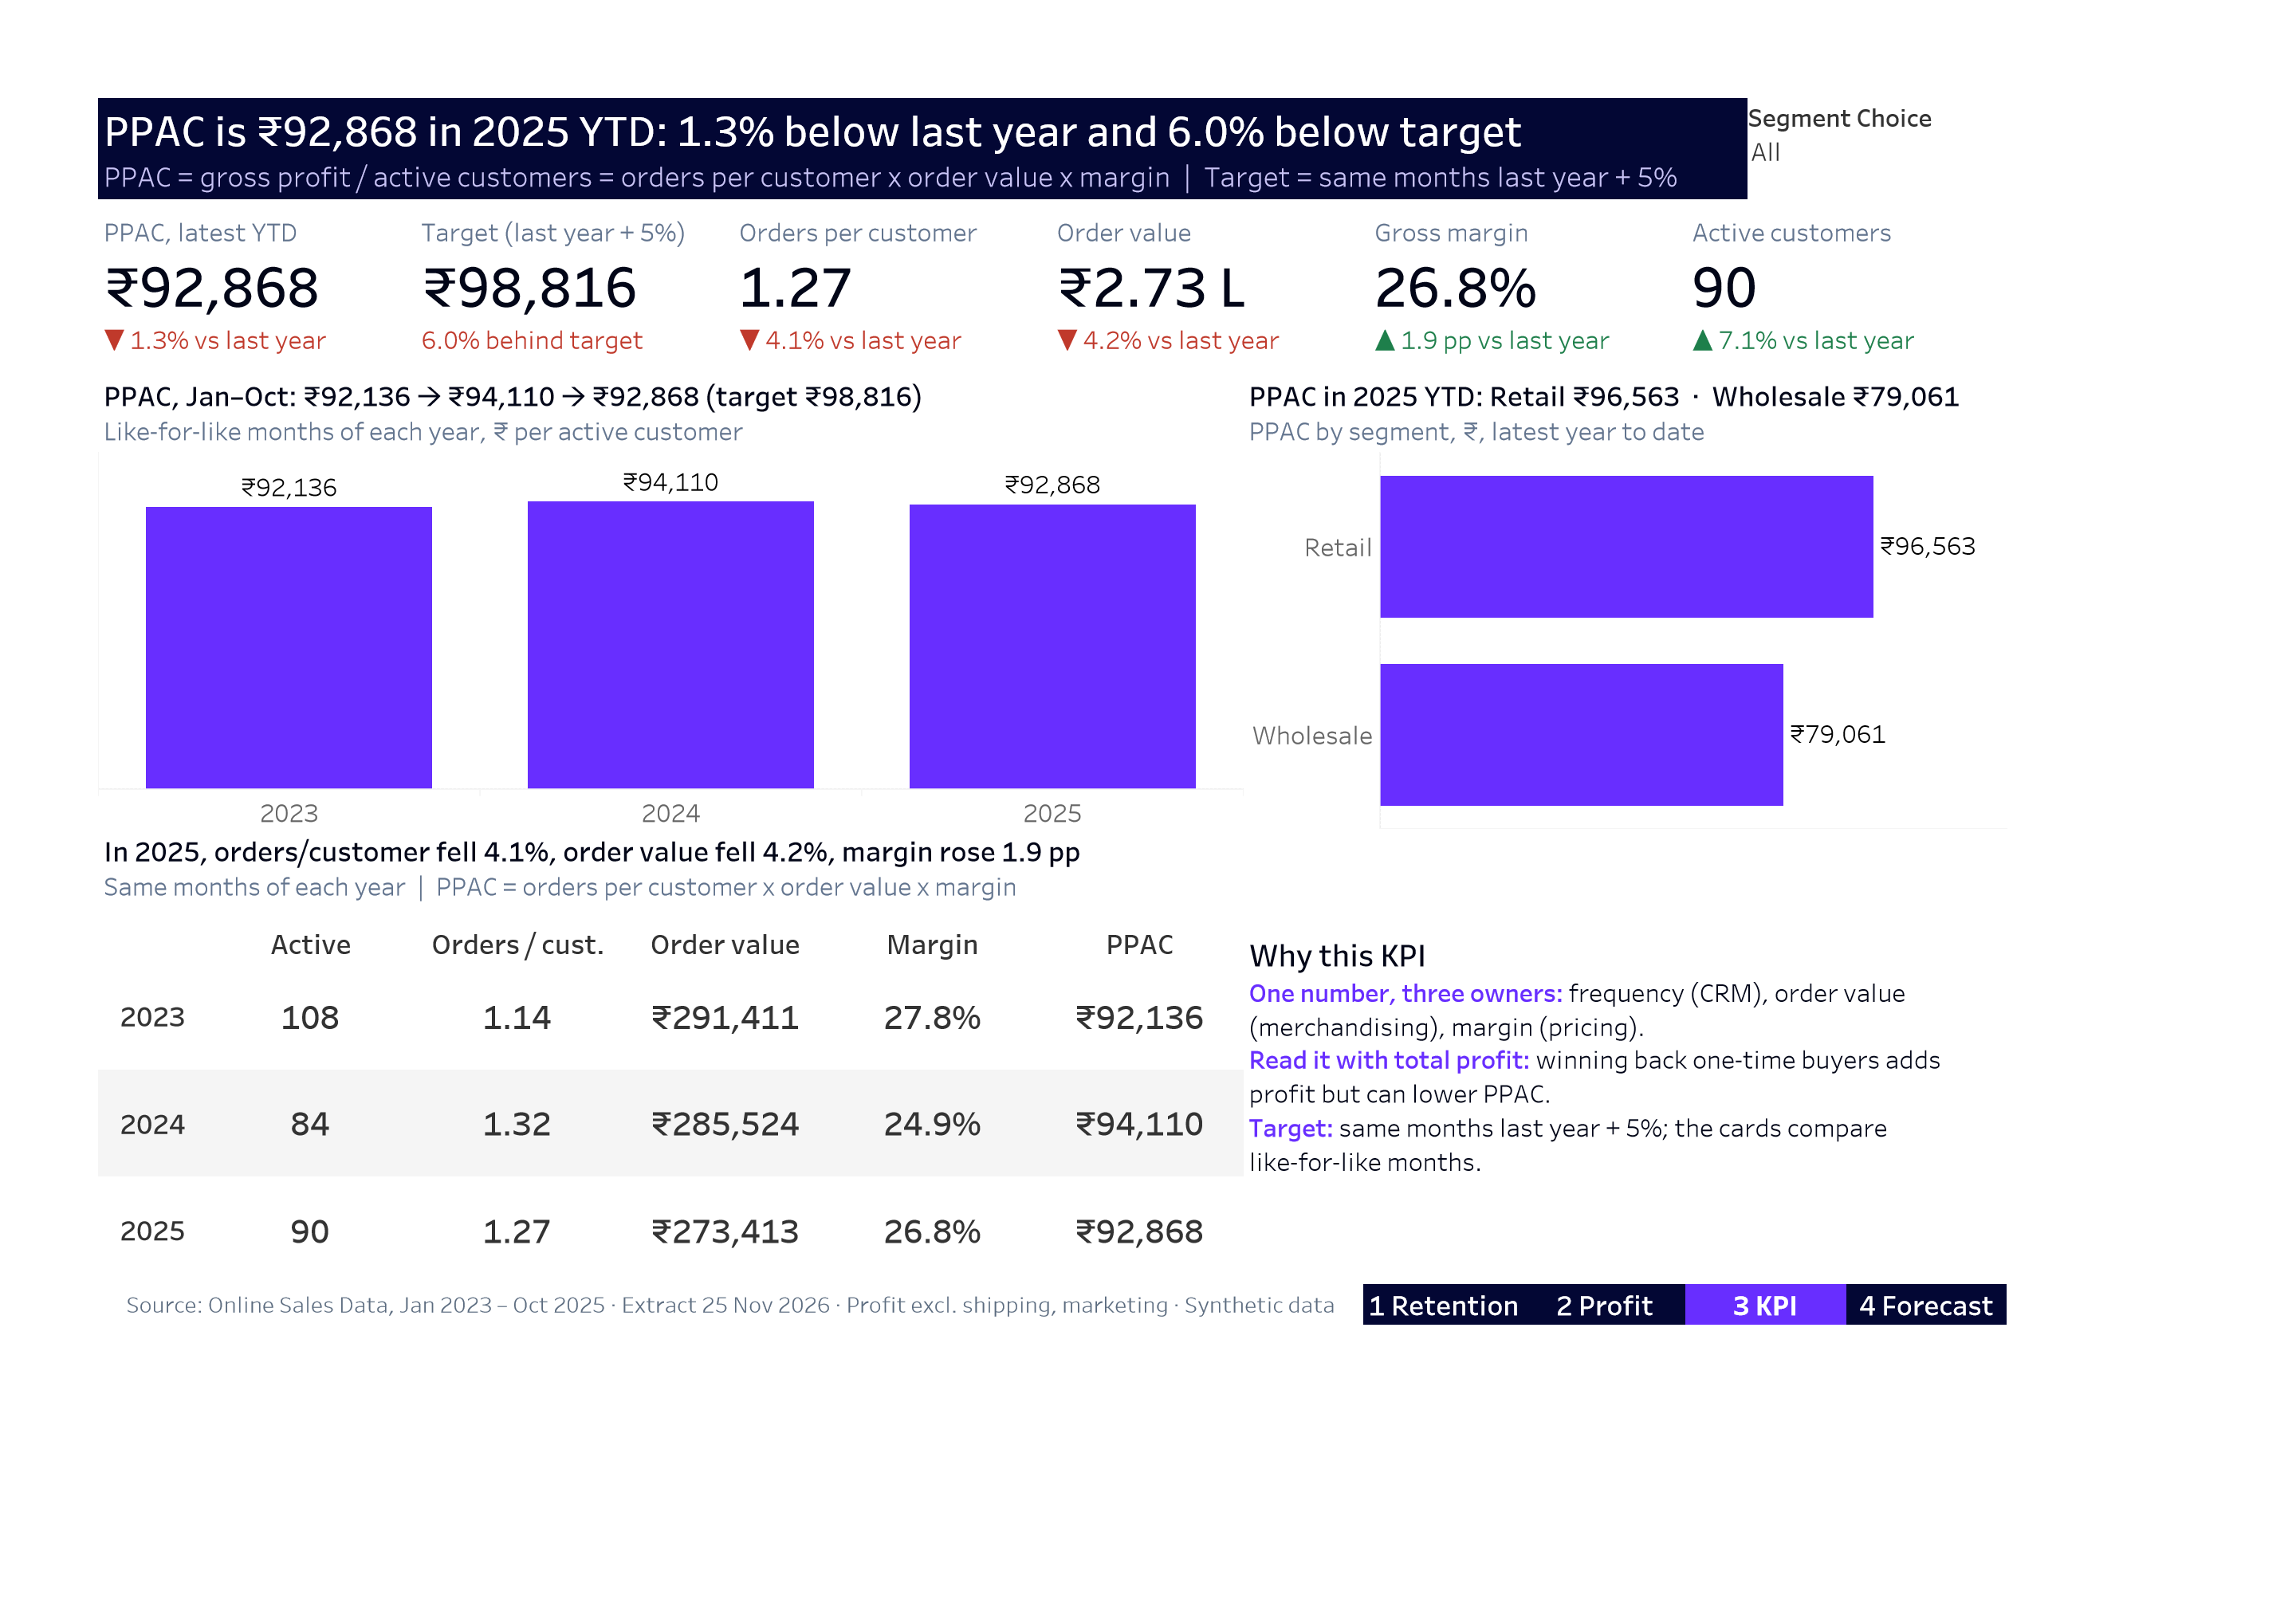 PPAC is ₹92,868 in 2025 YTD: 1.3% below last year and 6.0% below target
PPAC = gross profit / active customers = orders per customer x order value x margin | Target = same months last year + 5%
Segment Choice
All
PPAC, latest YTD
₹92,868
▼ 1.3% vs last year
Target (last year + 5%)
₹98,816
6.0% behind target
Orders per customer
1.27
▼ 4.1% vs last year
Order value
₹2.73 L
▼ 4.2% vs last year
Gross margin
26.8%
▲ 1.9 pp vs last year
Active customers
90
▲ 7.1% vs last year
PPAC, Jan–Oct: ₹92,136 → ₹94,110 → ₹92,868 (target ₹98,816)
Like-for-like months of each year, ₹ per active customer
₹92,136
₹94,110
₹92,868
2023
2024
2025
PPAC in 2025 YTD: Retail ₹96,563 · Wholesale ₹79,061
PPAC by segment, ₹, latest year to date
Retail
₹96,563
Wholesale
₹79,061
In 2025, orders/customer fell 4.1%, order value fell 4.2%, margin rose 1.9 pp
Same months of each year | PPAC = orders per customer x order value x margin
Active Orders / cust. Order value Margin PPAC
2023 108 1.14 ₹291,411 27.8% ₹92,136
2024 84 1.32 ₹285,524 24.9% ₹94,110
2025 90 1.27 ₹273,413 26.8% ₹92,868
Why this KPI
One number, three owners: frequency (CRM), order value
(merchandising), margin (pricing).
Read it with total profit: winning back one-time buyers adds
profit but can lower PPAC.
Target: same months last year + 5%; the cards compare
like-for-like months.
Source: Online Sales Data, Jan 2023 – Oct 2025 · Extract 25 Nov 2026 · Profit excl. shipping, marketing · Synthetic data
1 Retention 2 Profit 3 KPI 4 Forecast